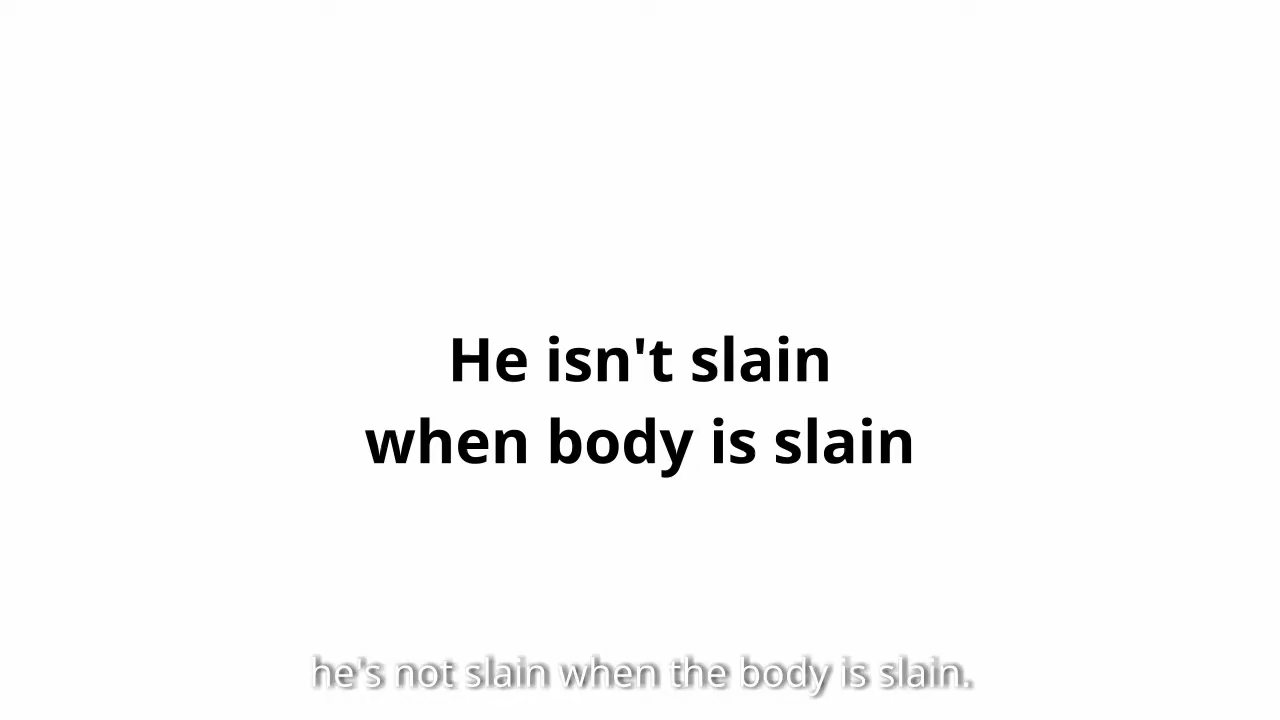 He isn't slain
when body is slain
he's not slain when the body is slain.